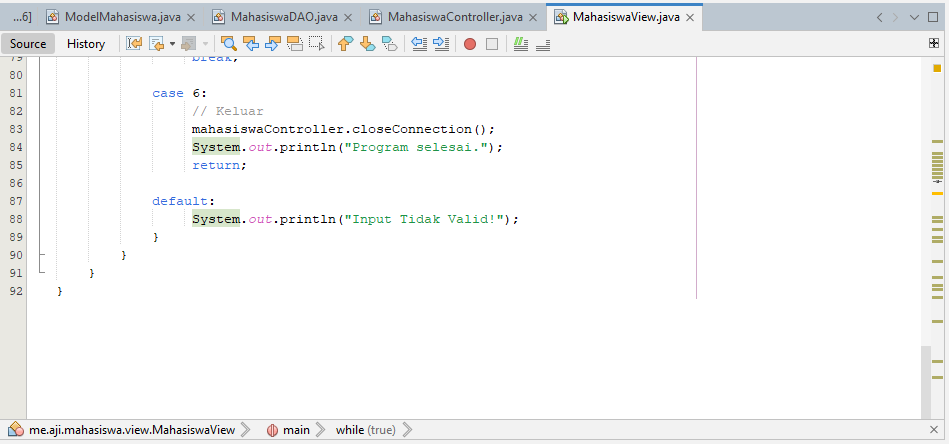 ...6] ModelMahasiswa.java MahasiswaDAO.java MahasiswaController.java MahasiswaView.java
Source History
79 break;
80
81 case 6:
82 // Keluar
83 mahasiswaController.closeConnection();
84 System.out.println("Program selesai.");
85 return;
86
87 default:
88 System.out.println("Input Tidak Valid!");
89 }
90 }
91 }
92 }
me.aji.mahasiswa.view.MahasiswaView main while (true)